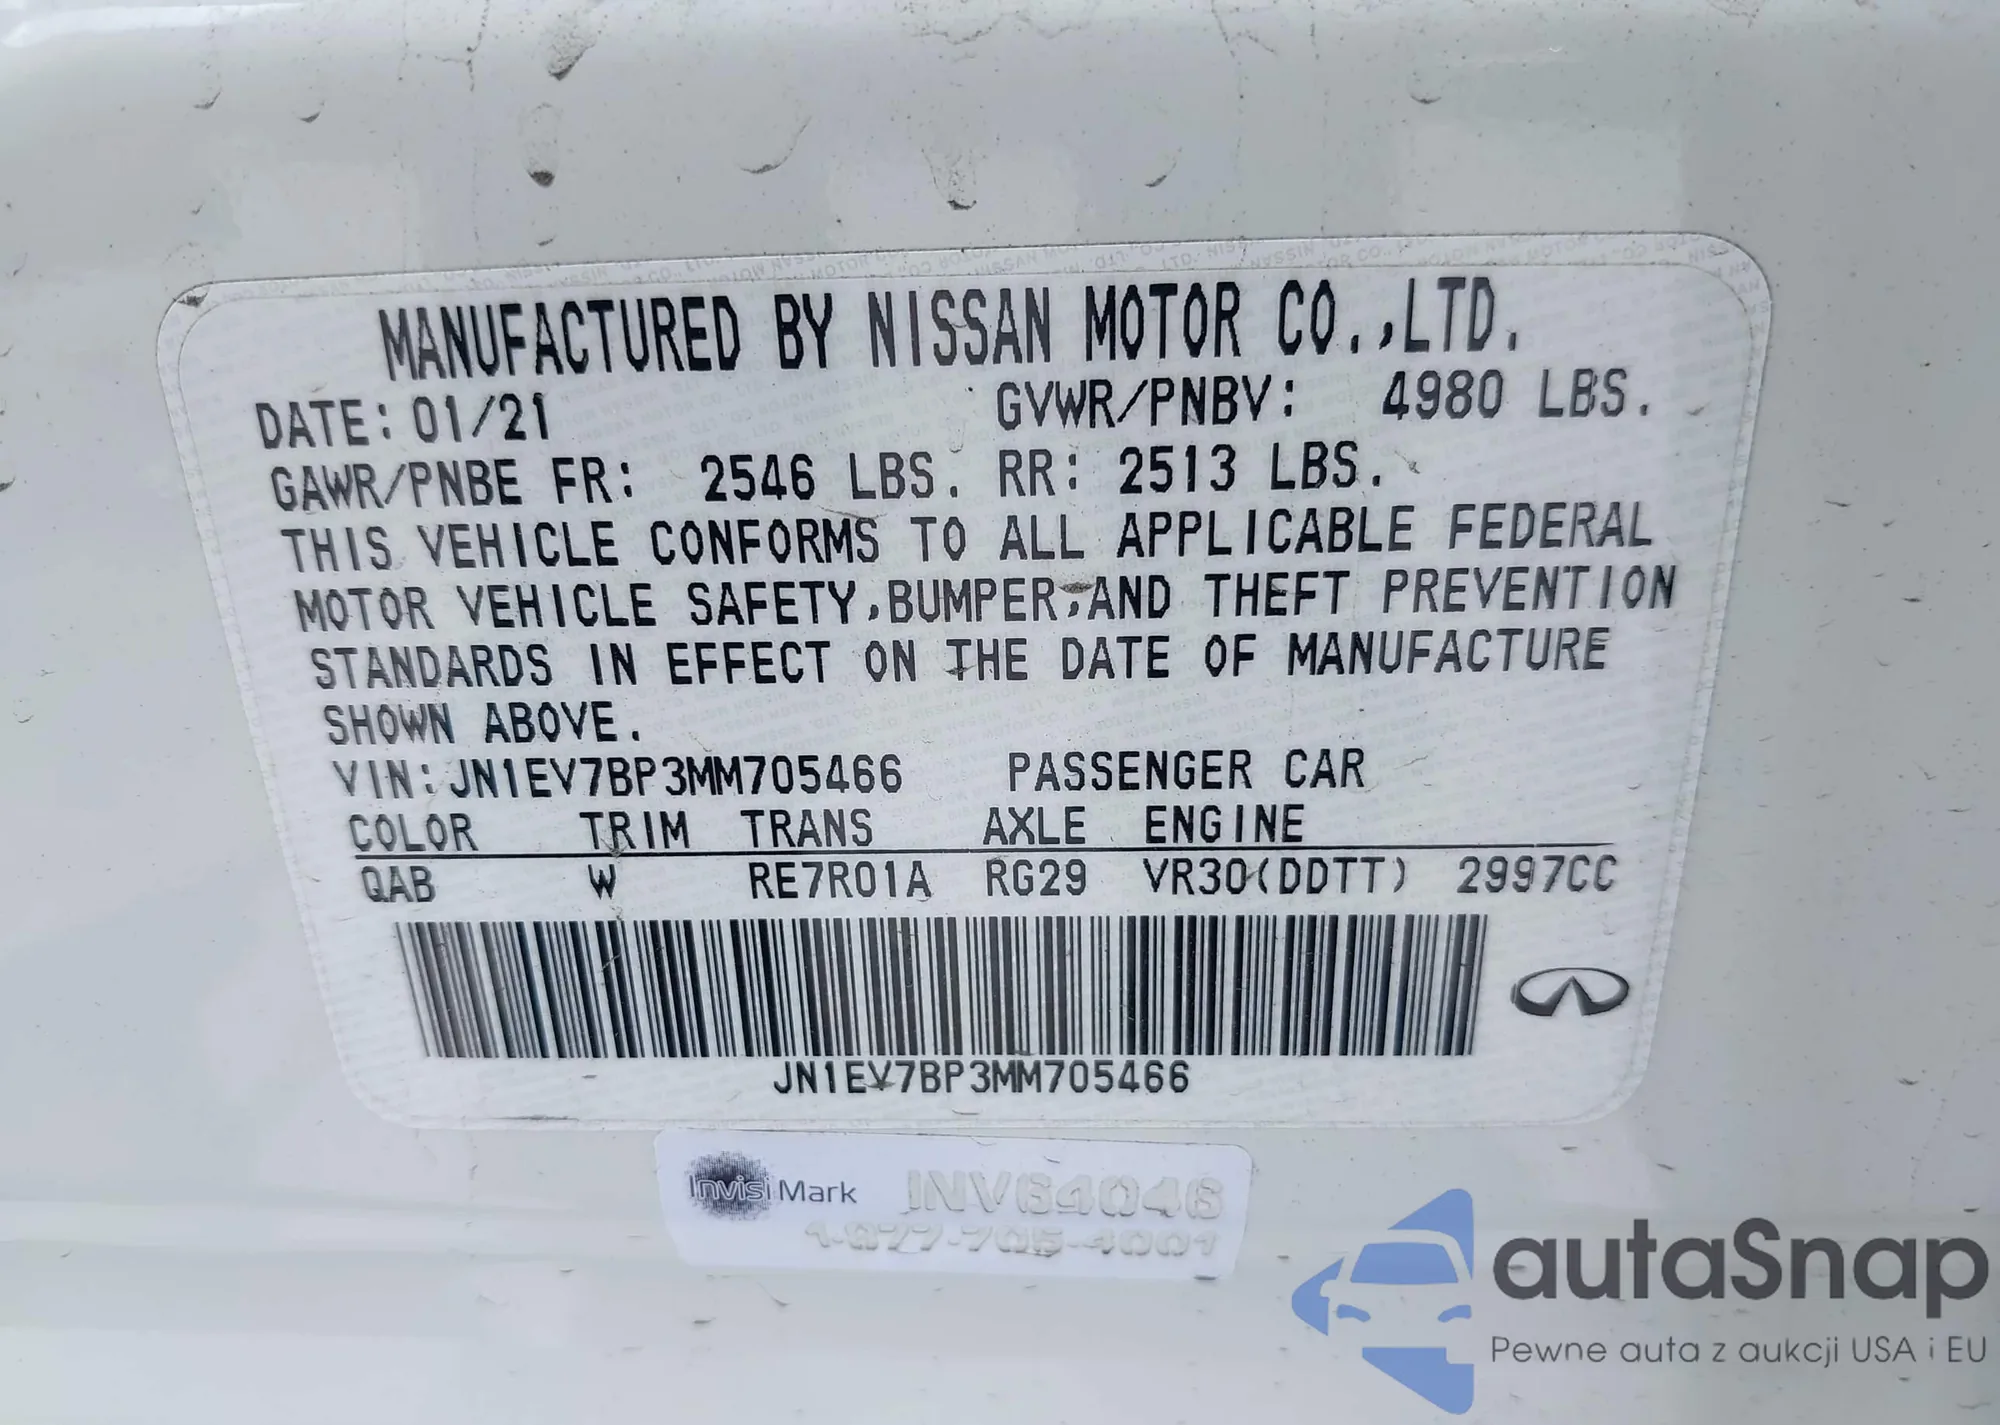 MANUFACTURED BY NISSAN MOTOR CO.,LTD.
DATE: 01/21 GVWR/PNBV: 4980 LBS.
GAWR/PNBE FR: 2546 LBS. RR: 2513 LBS.
THIS VEHICLE CONFORMS TO ALL APPLICABLE FEDERAL
MOTOR VEHICLE SAFETY,BUMPER,AND THEFT PREVENTION
STANDARDS IN EFFECT ON THE DATE OF MANUFACTURE
SHOWN ABOVE.
VIN: JN1EV7BP3MM705466 PASSENGER CAR
COLOR TRIM TRANS AXLE ENGINE
QAB W RE7R01A RG29 VR30(DDTT) 2997CC
JN1EV7BP3MM705466
InvisiMark INV64046
1-877-705-4001
autaSnap
Pewne auta z aukcji USA i EU